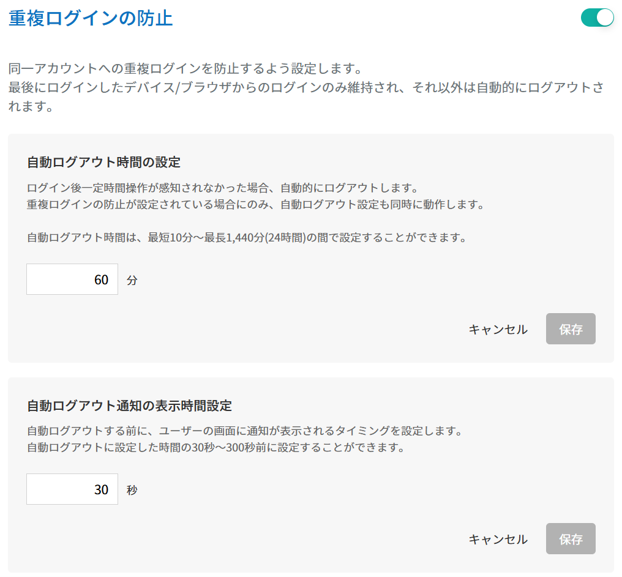 重複ログインの防止
同一アカウントへの重複ログインを防止するよう設定します。
最後にログインしたデバイス/ブラウザからのログインのみ維持され、それ以外は自動的にログアウトさ
れます。
自動ログアウト時間の設定
ログイン後一定時間操作が感知されなかった場合、自動的にログアウトします。
重複ログインの防止が設定されている場合にのみ、自動ログアウト設定も同時に動作します。
自動ログアウト時間は、最短10分～最長1,440分(24時間)の間で設定することができます。
60 分
キャンセル 保存
自動ログアウト通知の表示時間設定
自動ログアウトする前に、ユーザーの画面に通知が表示されるタイミングを設定します。
自動ログアウトに設定した時間の30秒～300秒前に設定することができます。
30 秒
キャンセル 保存